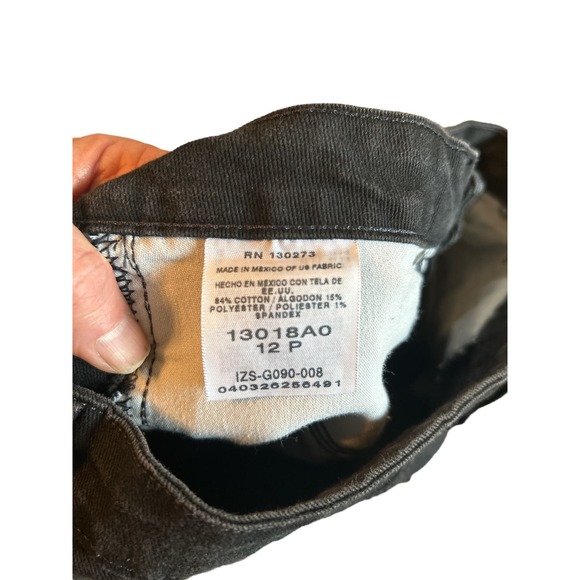 RN 130273
MADE IN MEXICO OF US FABRIC
HECHO EN MEXICO CON TELA DE
EE.UU.
84% COTTON / ALGODON 15%
POLYESTER / POLIESTER 1%
SPANDEX
13018A0
12 P
IZS-G090-008
040326256491